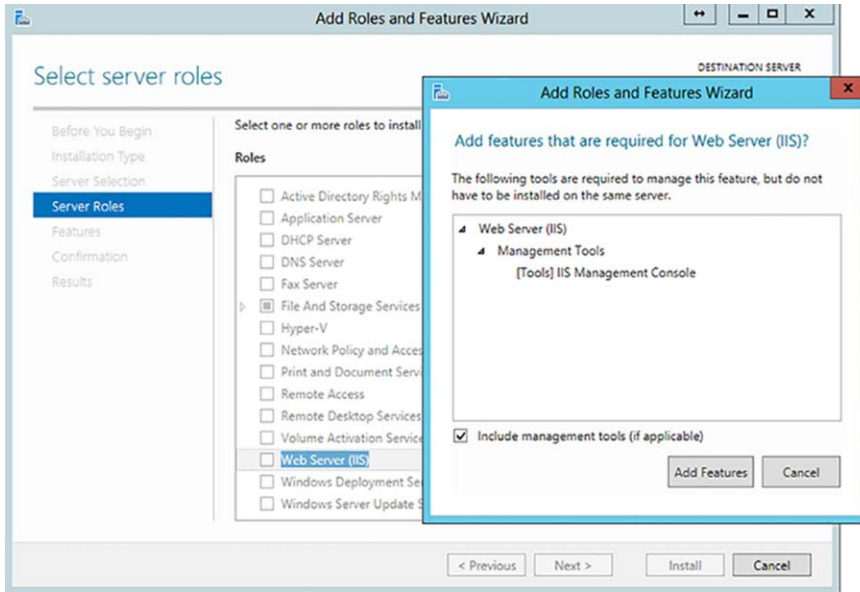 Add Roles and Features Wizard
Select server roles
DESTINATION SERVER
Before You Begin
Installation Type
Server Selection
Server Roles
Features
Confirmation
Results
Select one or more roles to install
Roles
Active Directory Rights M
Application Server
DHCP Server
DNS Server
Fax Server
File And Storage Services
Hyper-V
Network Policy and Acces
Print and Document Servi
Remote Access
Remote Desktop Services
Volume Activation Service
Web Server (IIS)
Windows Deployment Se
Windows Server Update S
< Previous
Next >
Install
Cancel
Add Roles and Features Wizard
Add features that are required for Web Server (IIS)?
The following tools are required to manage this feature, but do not
have to be installed on the same server.
Web Server (IIS)
Management Tools
[Tools] IIS Management Console
Include management tools (if applicable)
Add Features
Cancel